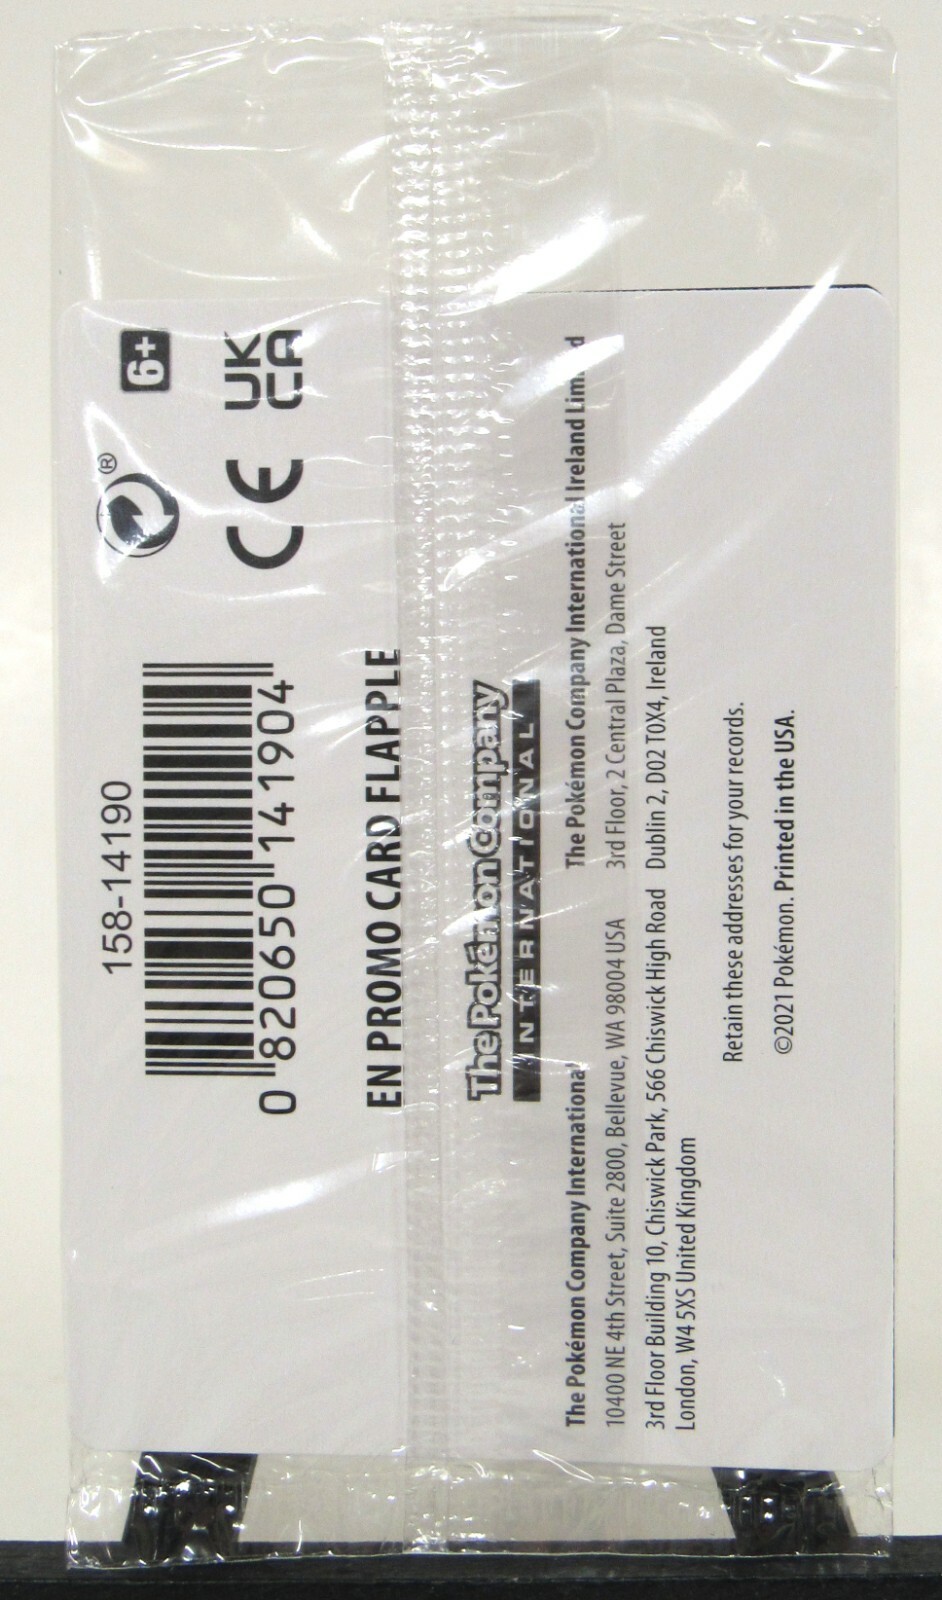 158-14190
0 820650 141904
®
6+
CE
UK
CA
EN PROMO CARD FLAPPLE
The Pokémon Company
INTERNATIONAL
The Pokémon Company International
10400 NE 4th Street, Suite 2800, Bellevue, WA 98004 USA
3rd Floor Building 10, Chiswick Park, 566 Chiswick High Road
London, W4 5XS United Kingdom
The Pokémon Company International Ireland
3rd Floor, 2 Central Plaza, Dame Street
Dublin 2, D02 T0X4, Ireland
Retain these addresses for your records.
©2021 Pokémon. Printed in the USA.